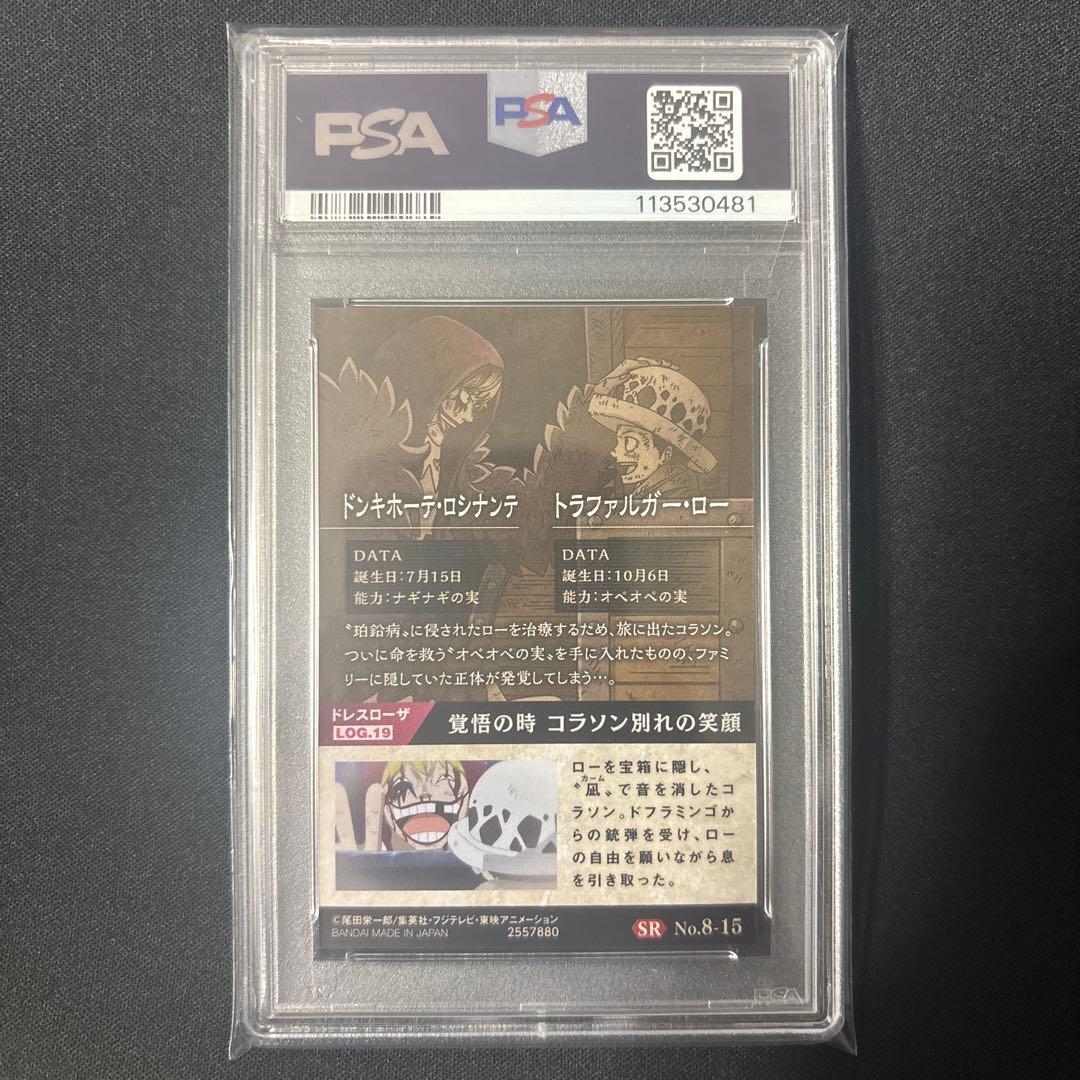 PSA
PSA
113530481
ドンキホーテ・ロシナンテ
トラファルガー・ロー
DATA
誕生日:7月15日
能力:ナギナギの実
DATA
誕生日:10月6日
能力:オペオペの実
〝珀鉛病〟に侵されたローを治療するため、旅に出たコラソン。
ついに命を救う〝オペオペの実〟を手に入れたものの、ファミ
リーに隠していた正体が発覚してしまう…。
ドレスローザ
LOG.19
覚悟の時 コラソン別れの笑顔
ローを宝箱に隠し、
カーム
〝凪〟で音を消したコ
ラソン。ドフラミンゴか
らの銃弾を受け、ロー
の自由を願いながら息
を引き取った。
©尾田栄一郎/集英社・フジテレビ・東映アニメーション
BANDAI MADE IN JAPAN 2557880
SR No.8-15
PSA